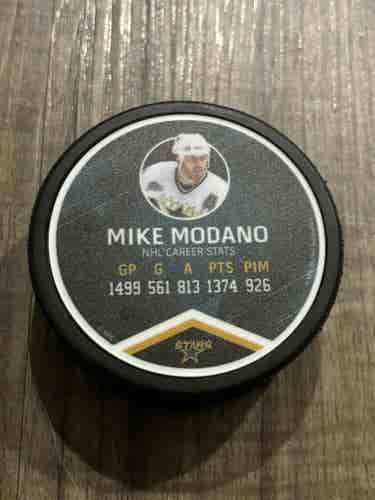 MIKE MODANO
NHL CAREER STATS
GP G A PTS PIM
1499 561 813 1374 926
STARS